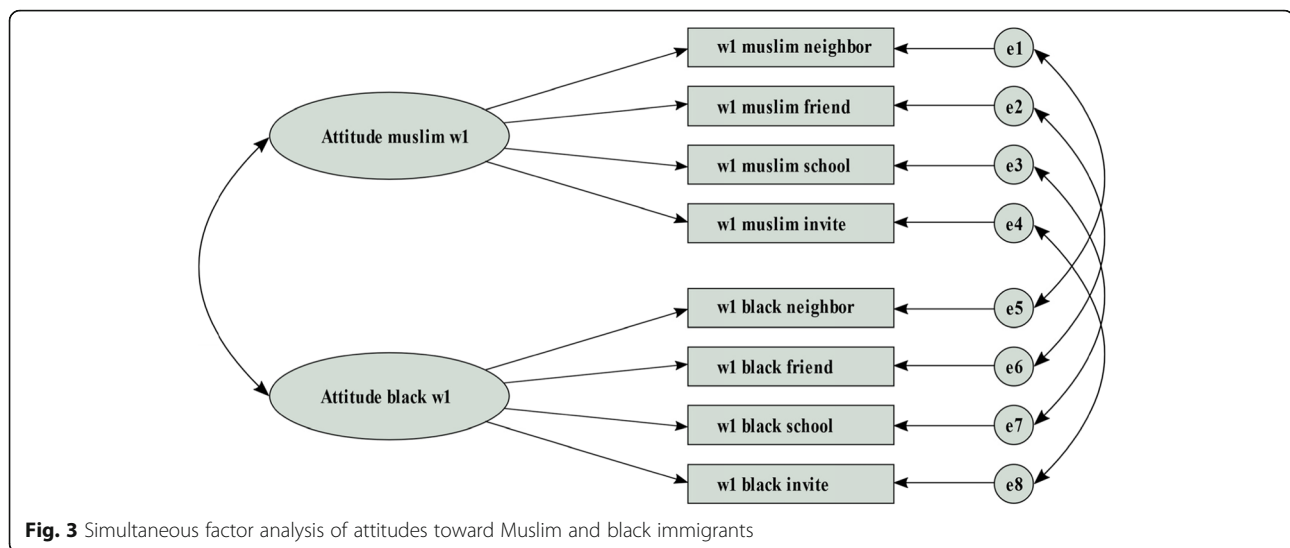 w1 muslim neighbor
e1
w1 muslim friend
e2
Attitude muslim w1
w1 muslim school
e3
w1 muslim invite
e4
w1 black neighbor
e5
w1 black friend
e6
Attitude black w1
w1 black school
e7
w1 black invite
e8
Fig. 3 Simultaneous factor analysis of attitudes toward Muslim and black immigrants